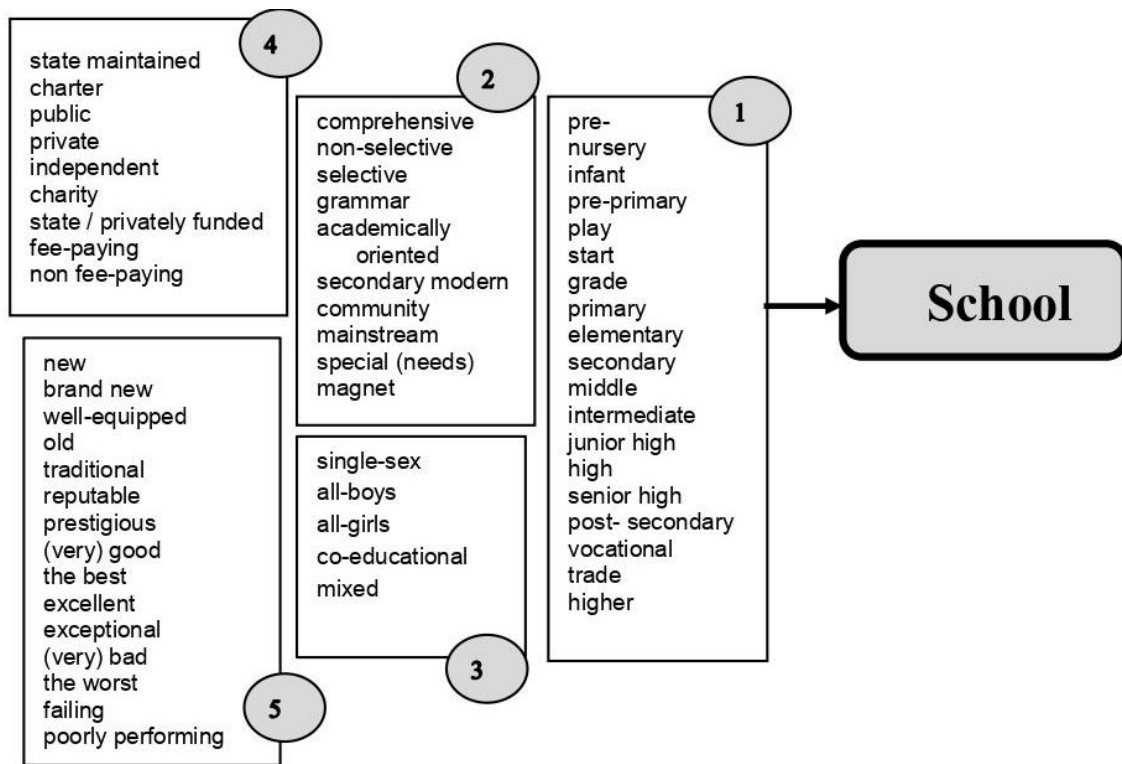 4
state maintained
charter
public
private
independent
charity
state / privately funded
fee-paying
non fee-paying
2
comprehensive
non-selective
selective
grammar
academically
oriented
secondary modern
community
mainstream
special (needs)
magnet
1
pre-
nursery
infant
pre-primary
play
start
grade
primary
elementary
secondary
middle
intermediate
junior high
high
senior high
post- secondary
vocational
trade
higher
School
new
brand new
well-equipped
old
traditional
reputable
prestigious
(very) good
the best
excellent
exceptional
(very) bad
the worst
failing
poorly performing
5
single-sex
all-boys
all-girls
co-educational
mixed
3